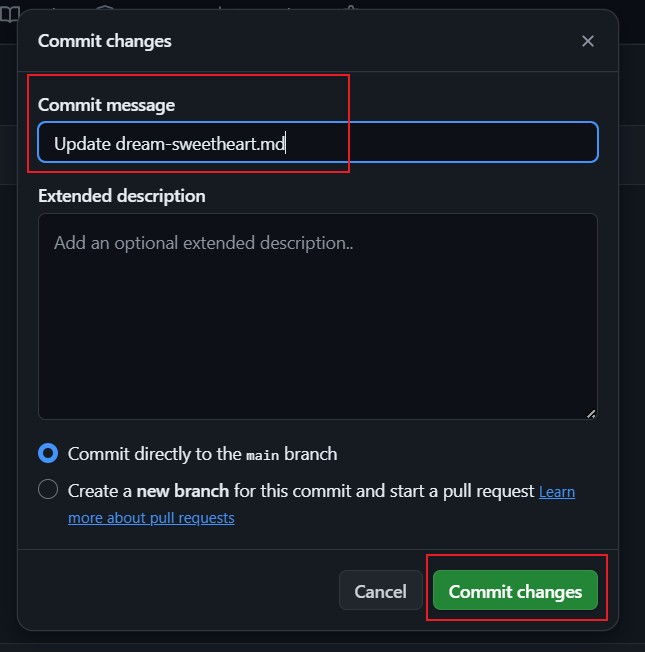 Commit changes
Commit message
Update dream-sweetheart.md
Extended description
Add an optional extended description..
Commit directly to the main branch
Create a new branch for this commit and start a pull request Learn
more about pull requests
Cancel
Commit changes